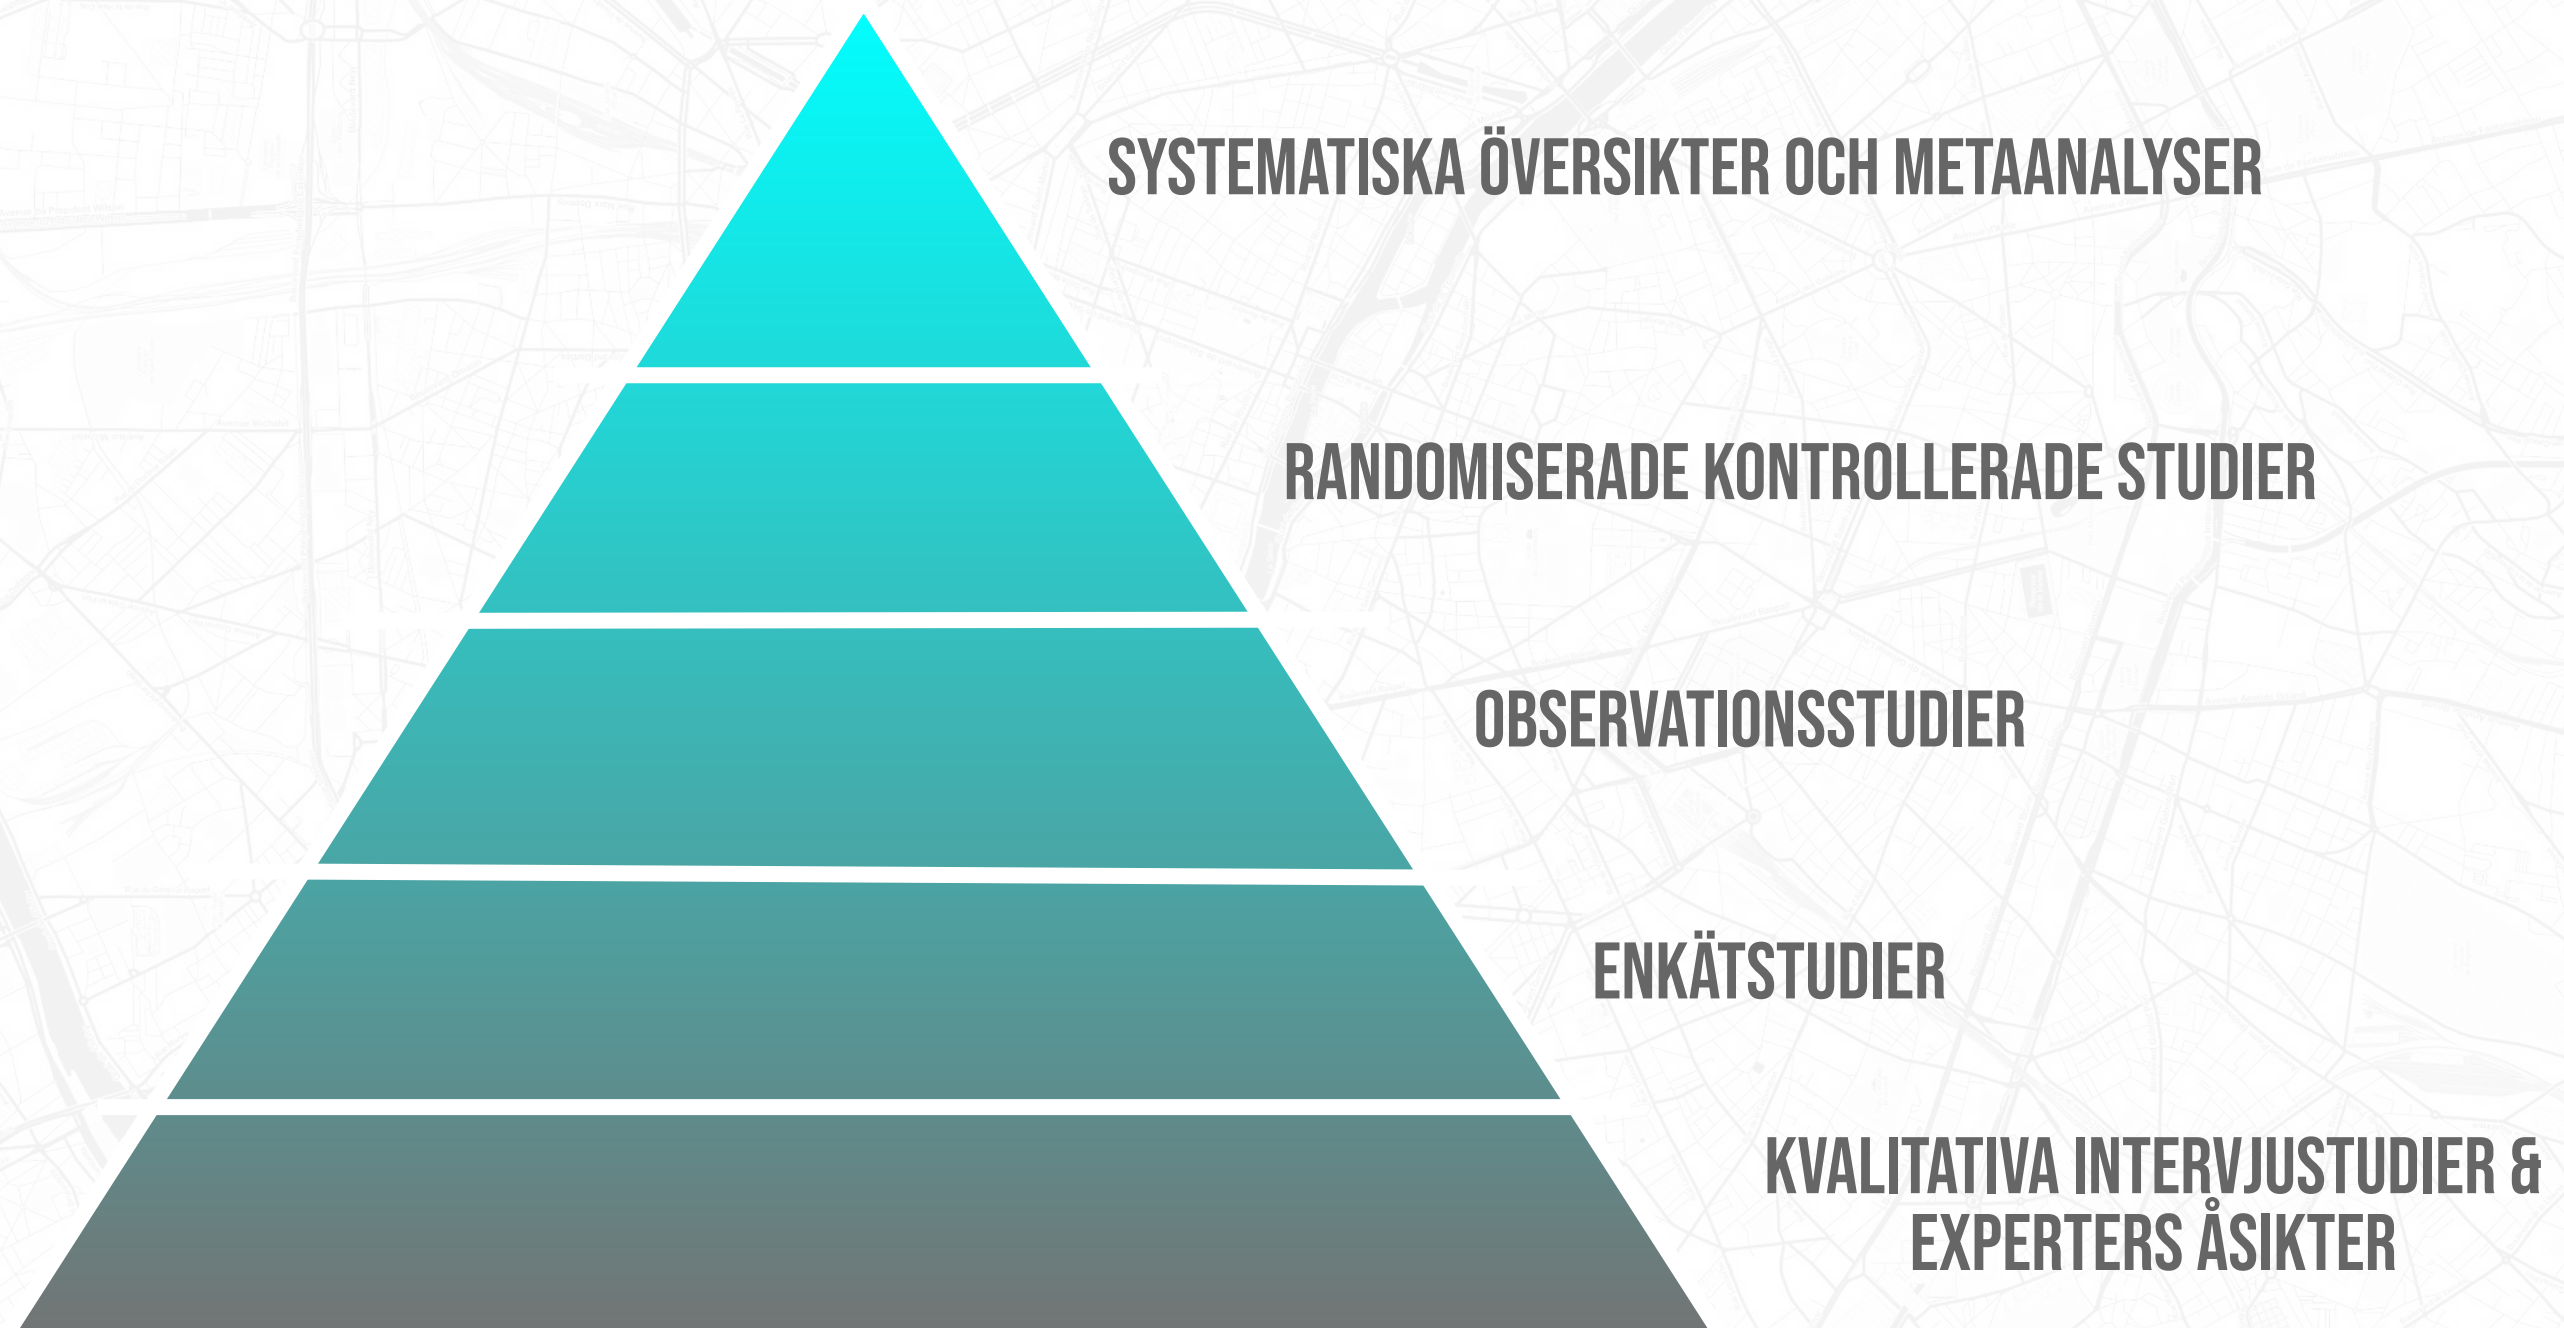 SYSTEMATISKA ÖVERSIKTER OCH METAANALYSER
RANDOMISERADE KONTROLLERADE STUDIER
OBSERVATIONSSTUDIER
ENKÄTSTUDIER
KVALITATIVA INTERVJUSTUDIER &
EXPERTERS ÅSIKTER